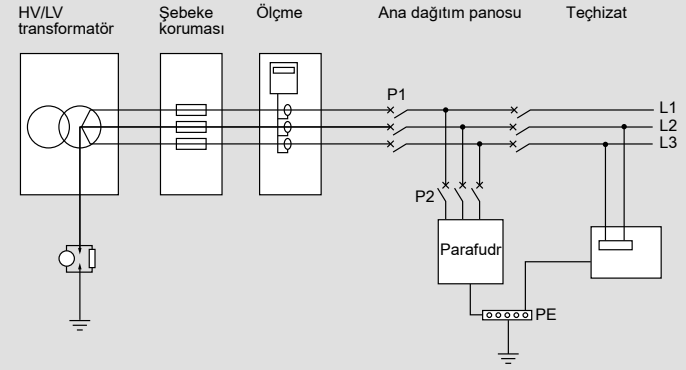 HV/LV
transformatör
Şebeke
koruması
Ölçme
Ana dağıtım panosu
Teçhizat
P1
L1
L2
L3
P2
Parafudr
PE